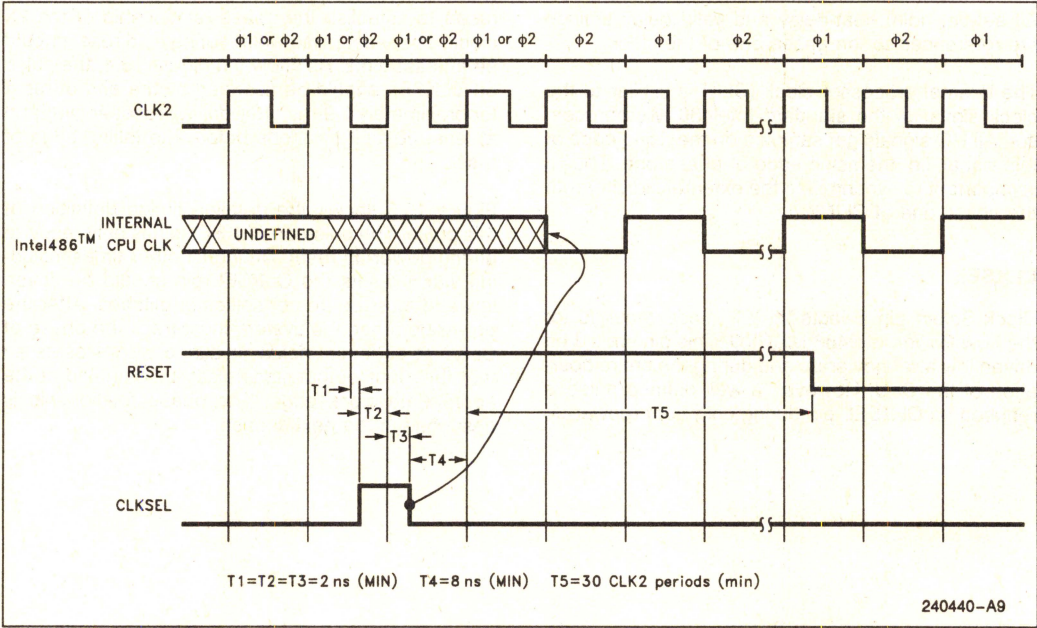 φ1 or φ2 φ1 or φ2 φ1 or φ2 φ1 or φ2 φ2 φ1 φ2 φ1 φ2 φ1
CLK2
INTERNAL
Intel486™ CPU CLK
UNDEFINED
RESET
T1
T2
T3
T4
T5
CLKSEL
T1=T2=T3=2 ns (MIN) T4=8 ns (MIN) T5=30 CLK2 periods (min)
240440-A9